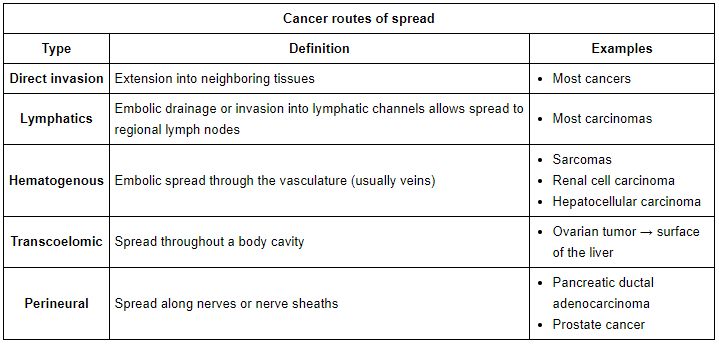 Cancer routes of spread
Type Definition Examples
Direct invasion Extension into neighboring tissues • Most cancers
Lymphatics Embolic drainage or invasion into lymphatic channels allows spread to
regional lymph nodes • Most carcinomas
Hematogenous Embolic spread through the vasculature (usually veins) • Sarcomas
• Renal cell carcinoma
• Hepatocellular carcinoma
Transcoelomic Spread throughout a body cavity • Ovarian tumor → surface
of the liver
Perineural Spread along nerves or nerve sheaths • Pancreatic ductal
adenocarcinoma
• Prostate cancer